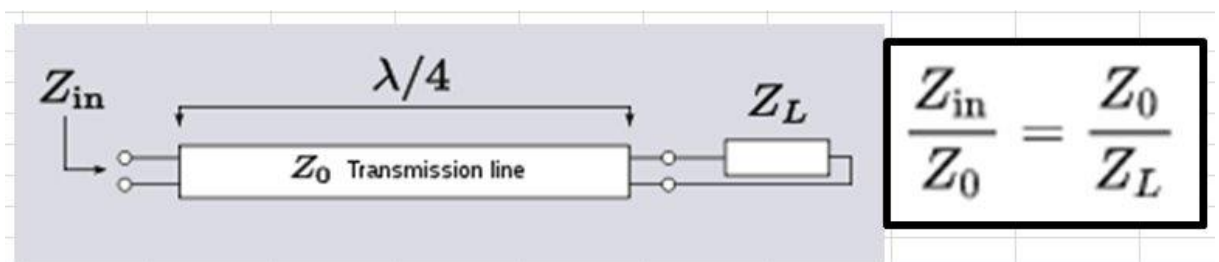 Z_in
λ/4
Z_L
Z_0 Transmission line
Z_in / Z_0 = Z_0 / Z_L